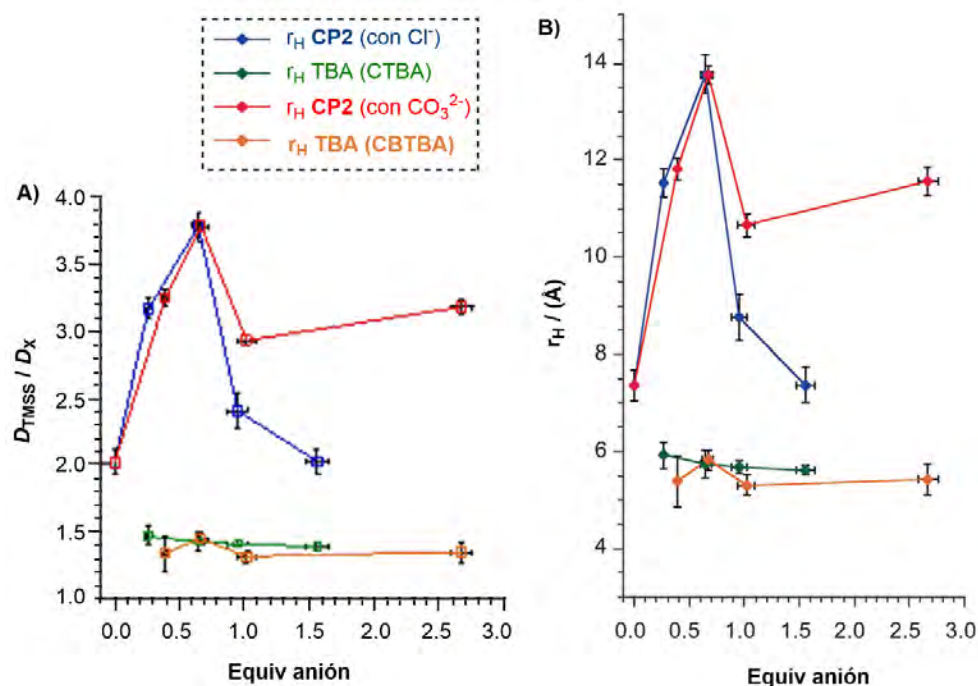 r_H CP2 (con Cl⁻)
r_H TBA (CTBA)
r_H CP2 (con CO₃²⁻)
r_H TBA (CBTBA)
A)
D_TMSS / D_X
4.0
3.5
3.0
2.5
2.0
1.5
1.0
0.0 0.5 1.0 1.5 2.0 2.5 3.0
Equiv anión
B)
r_H / (Å)
14
12
10
8
6
4
0.0 0.5 1.0 1.5 2.0 2.5 3.0
Equiv anión